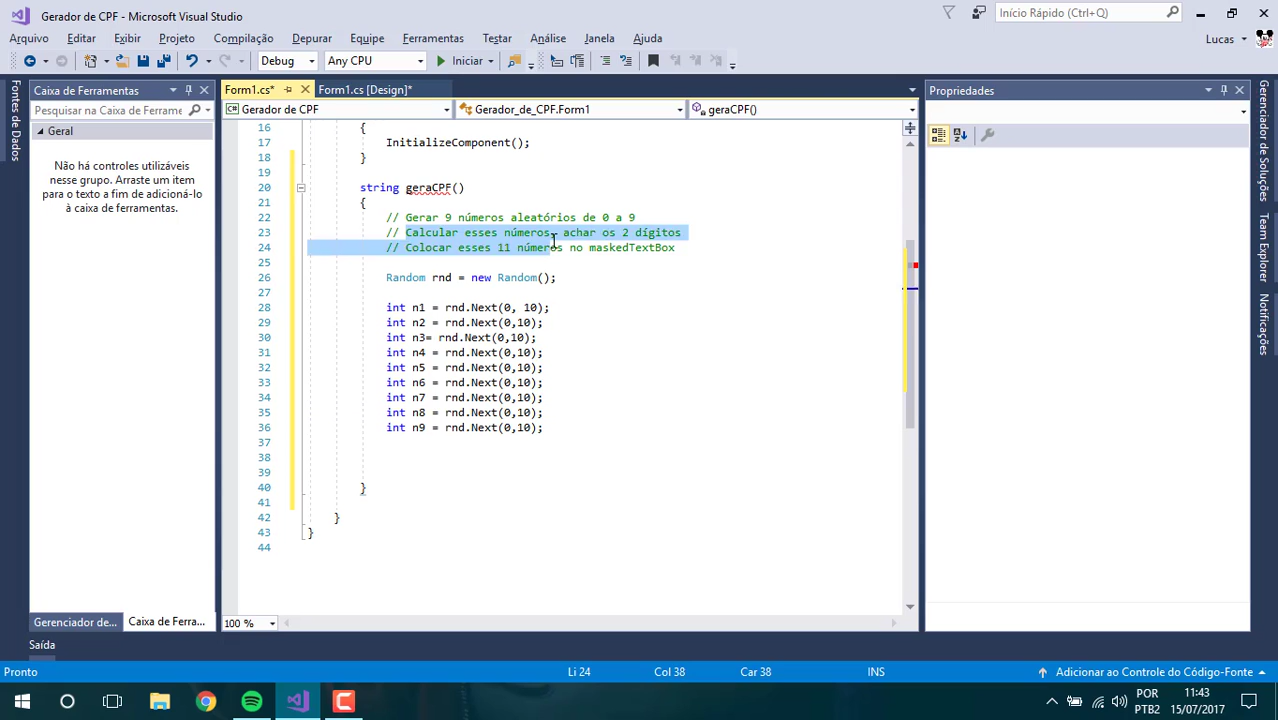 Gerador de CPF - Microsoft Visual Studio
Início Rápido (Ctrl+Q)
Arquivo Editar Exibir Projeto Compilação Depurar Equipe Ferramentas Testar Análise Janela Ajuda
Lucas
Debug Any CPU Iniciar
Fontes de Dados
Caixa de Ferramentas
Pesquisar na Caixa de Ferrame
Geral
Não há controles utilizáveis
nesse grupo. Arraste um item
para o texto a fim de adicioná-lo
à caixa de ferramentas.
Gerenciador de... Caixa de Ferra...
Form1.cs* Form1.cs [Design]*
Gerador de CPF Gerador_de_CPF.Form1 geraCPF()
16 {
17 InitializeComponent();
18 }
19
20 string geraCPF()
21 {
22 // Gerar 9 números aleatórios de 0 a 9
23 // Calcular esses números- achar os 2 dígitos
24 // Colocar esses 11 números no maskedTextBox
25
26 Random rnd = new Random();
27
28 int n1 = rnd.Next(0, 10);
29 int n2 = rnd.Next(0,10);
30 int n3= rnd.Next(0,10);
31 int n4 = rnd.Next(0,10);
32 int n5 = rnd.Next(0,10);
33 int n6 = rnd.Next(0,10);
34 int n7 = rnd.Next(0,10);
35 int n8 = rnd.Next(0,10);
36 int n9 = rnd.Next(0,10);
37
38
39
40 }
41
42 }
43 }
44
100 %
Propriedades
Gerenciador de Soluções
Team Explorer
Notificações
Saída
Pronto Li 24 Col 38 Car 38 INS Adicionar ao Controle do Código-Fonte
POR
PTB2
11:43
15/07/2017